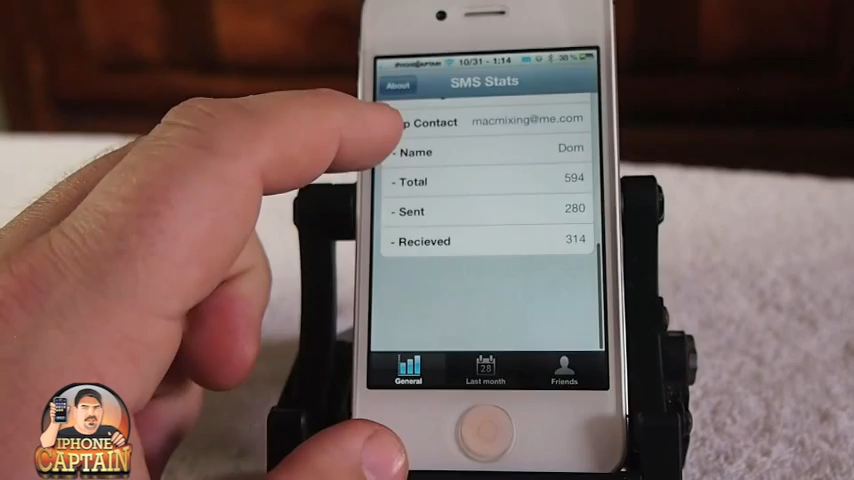 10/31 - 1:14 38%
About SMS Stats
p Contact macmixing@me.com
- Name Dom
- Total 594
- Sent 280
- Recieved 314
28
General Last month Friends
IPHONE
CAPTAIN